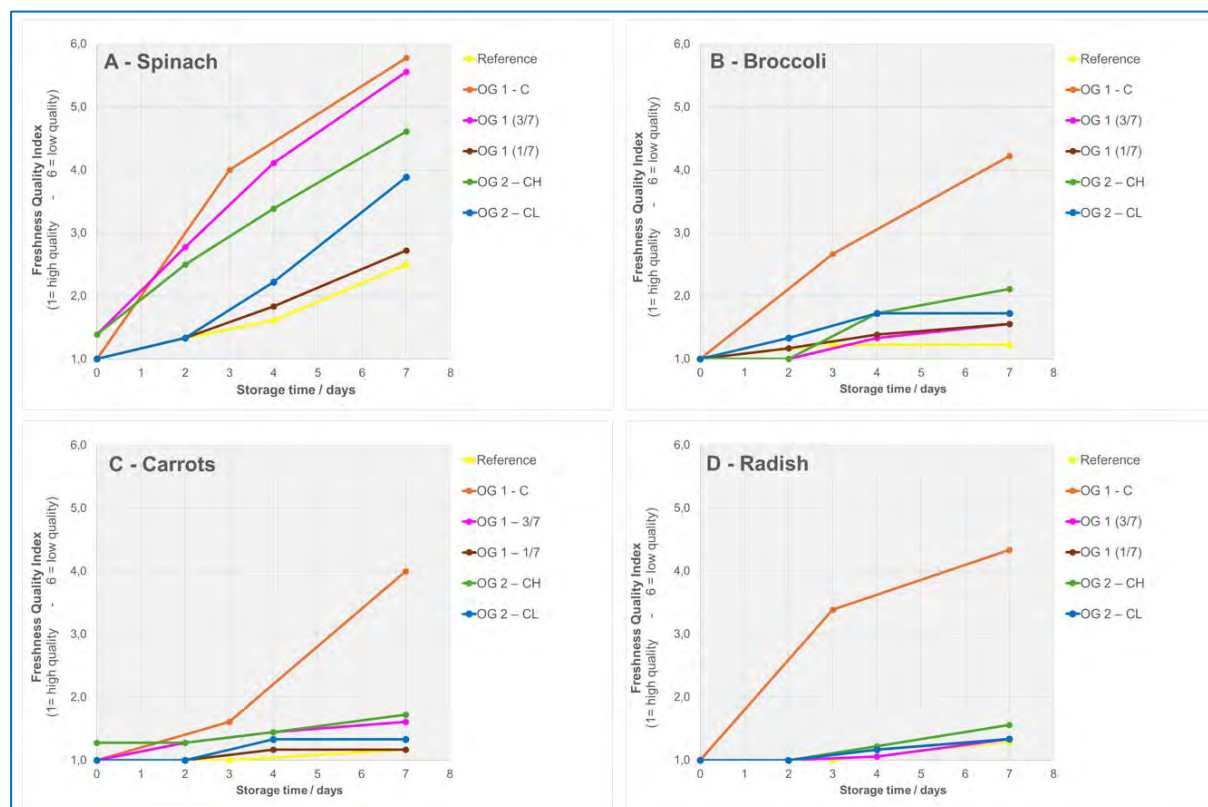 A - Spinach
Freshness Quality Index
(1= high quality - 6 = low quality)
6,0
5,0
4,0
3,0
2,0
1,0
0 1 2 3 4 5 6 7 8
Storage time / days
Reference
OG 1 - C
OG 1 (3/7)
OG 1 (1/7)
OG 2 – CH
OG 2 – CL
B - Broccoli
Freshness Quality Index
(1= high quality - 6 = low quality)
6,0
5,0
4,0
3,0
2,0
1,0
0 1 2 3 4 5 6 7 8
Storage time / days
Reference
OG 1 - C
OG 1 (3/7)
OG 1 (1/7)
OG 2 – CH
OG 2 – CL
C - Carrots
Freshness Quality Index
(1= high quality - 6 = low quality)
6,0
5,0
4,0
3,0
2,0
1,0
0 1 2 3 4 5 6 7 8
Storage time / days
Reference
OG 1 - C
OG 1 – 3/7
OG 1 – 1/7
OG 2 – CH
OG 2 – CL
D - Radish
Freshness Quality Index
(1= high quality - 6 = low quality)
6,0
5,0
4,0
3,0
2,0
1,0
0 1 2 3 4 5 6 7 8
Storage time / days
Reference
OG 1 - C
OG 1 (3/7)
OG 1 (1/7)
OG 2 – CH
OG 2 – CL